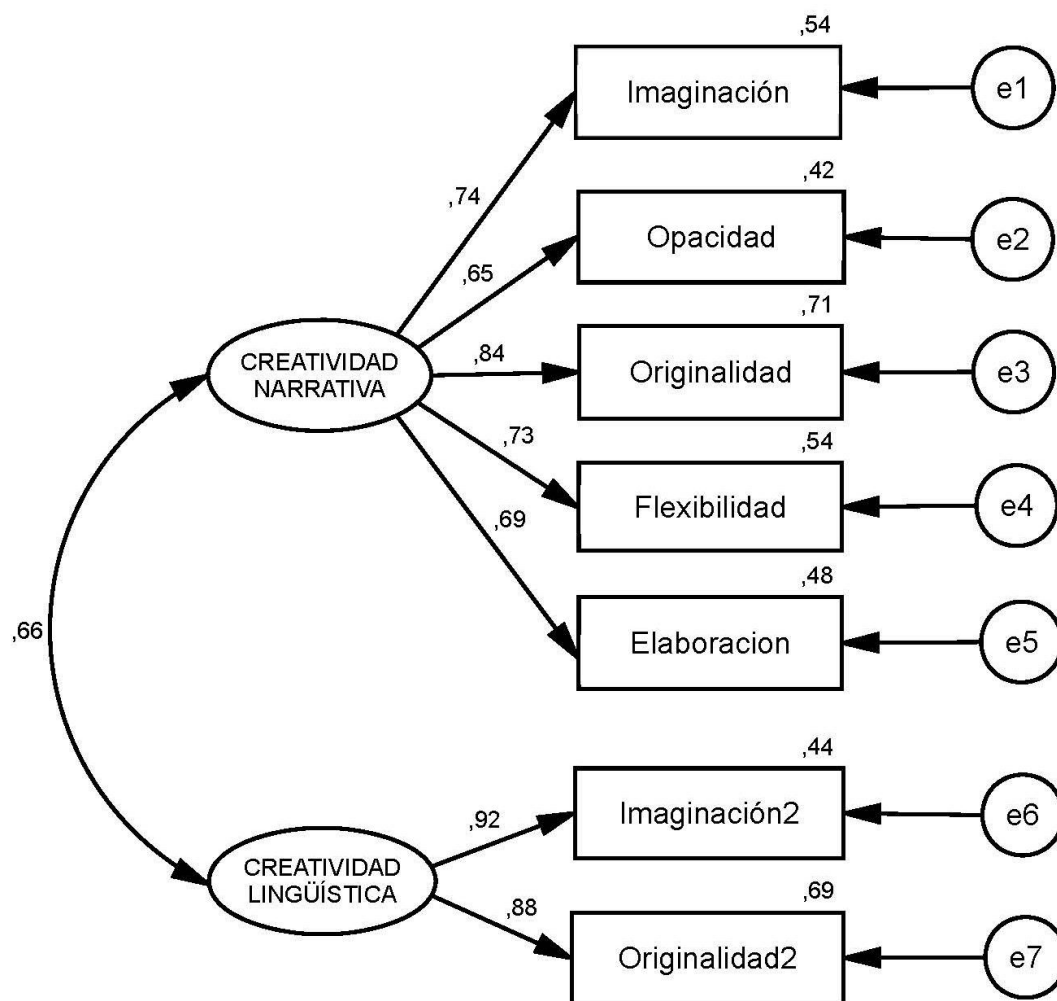 ,54
Imaginación
e1
,74
,42
Opacidad
e2
,65
,71
CREATIVIDAD
NARRATIVA
,84
Originalidad
e3
,73
,54
Flexibilidad
e4
,69
,48
Elaboracion
e5
,66
,44
Imaginación2
e6
,92
CREATIVIDAD
LINGÜÍSTICA
,88
,69
Originalidad2
e7